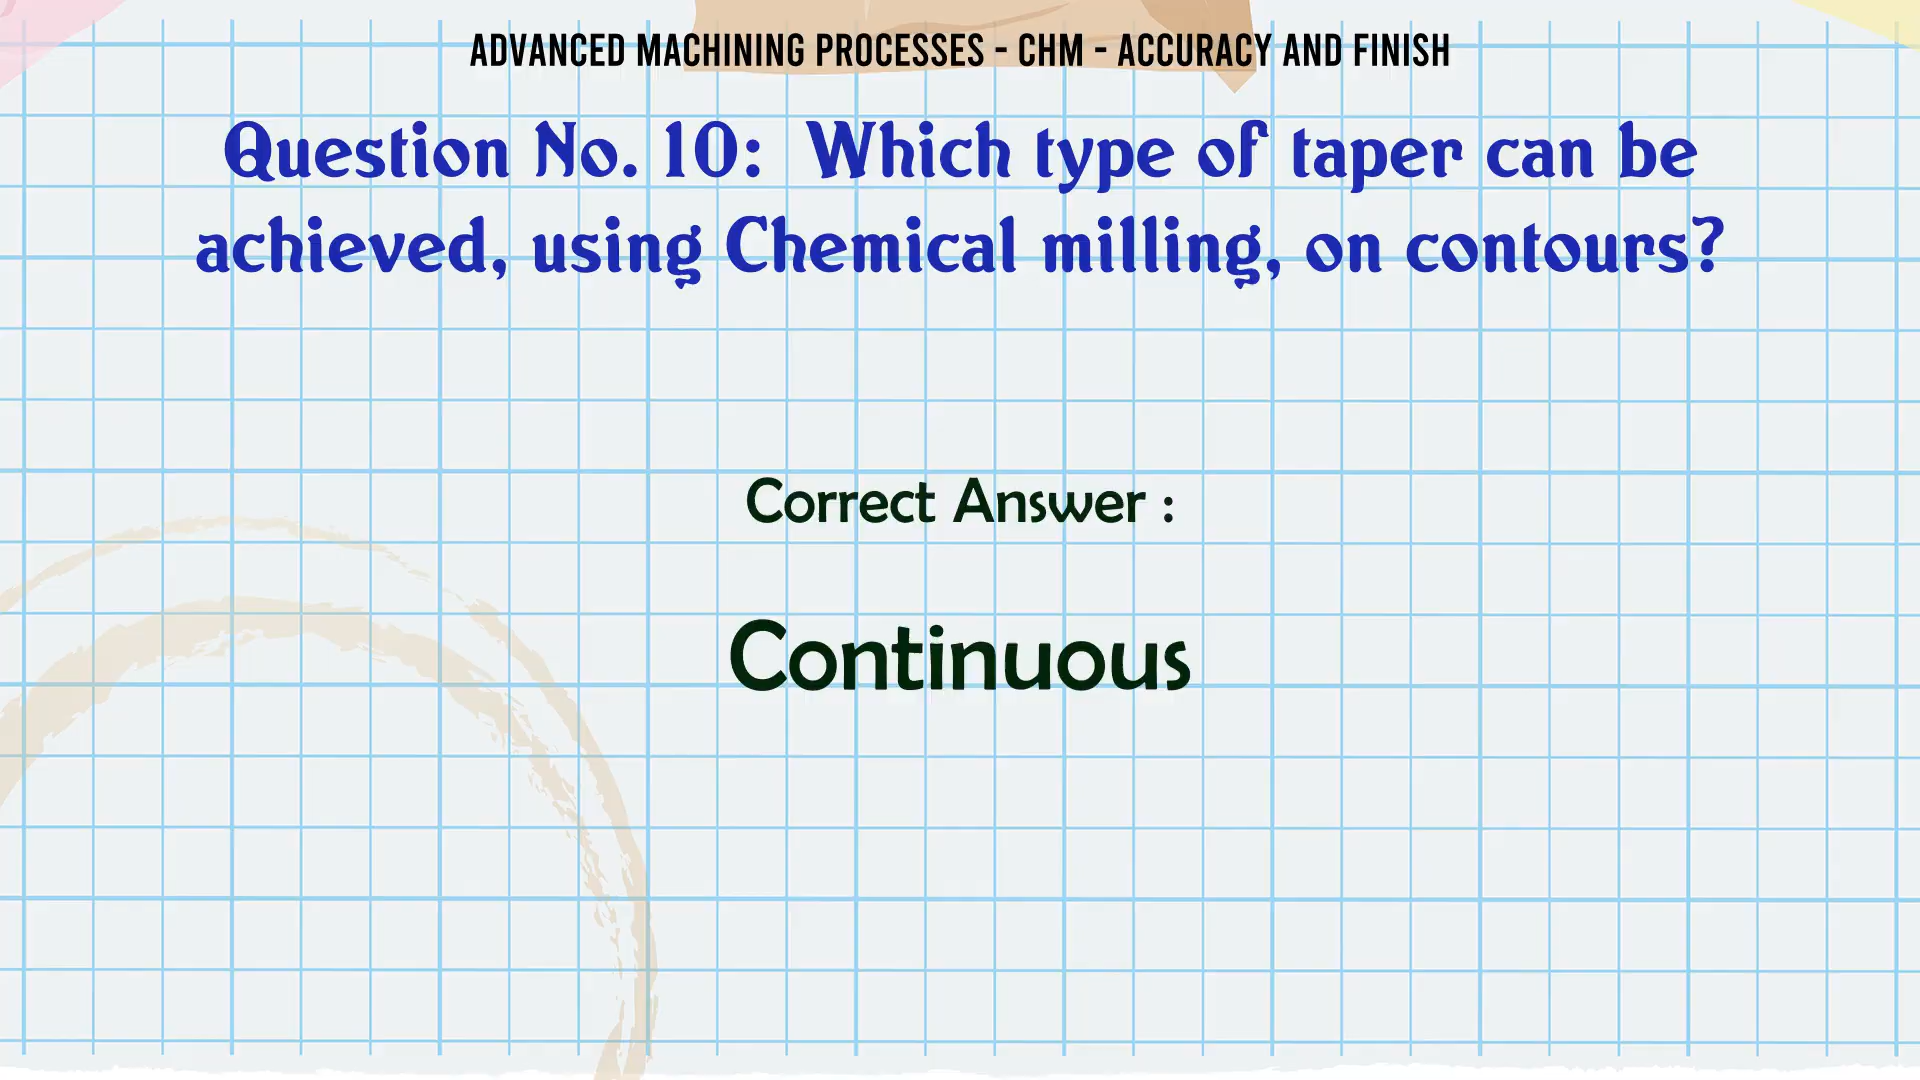 ADVANCED MACHINING PROCESSES - CHM - ACCURACY AND FINISH
Question No. 10: Which type of taper can be
achieved, using Chemical milling, on contours?
Correct Answer :
Continuous